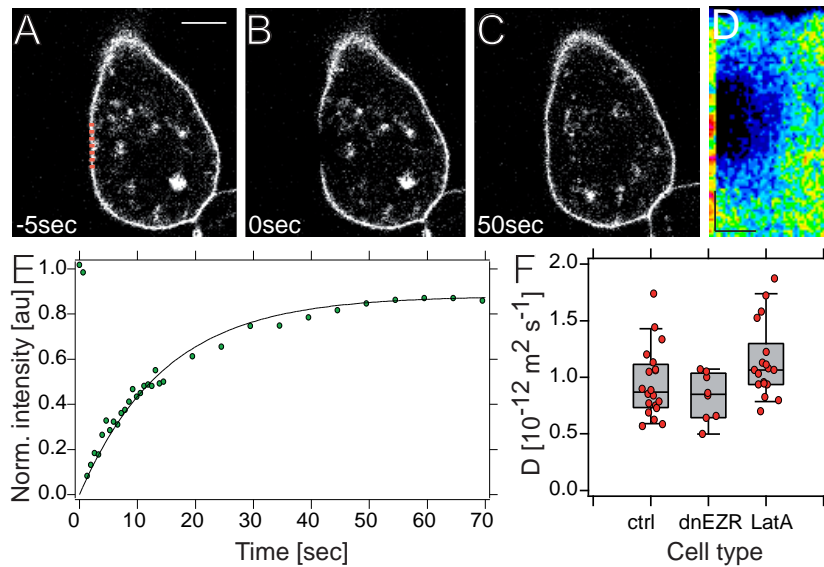 A
B
C
D
-5sec
0sec
50sec
E
Norm. intensity [au]
1.0
0.8
0.6
0.4
0.2
0.0
0
10
20
30
40
50
60
70
Time [sec]
F
D [10⁻¹² m² s⁻¹]
2.0
1.5
1.0
0.5
0.0
ctrl
dnEZR
LatA
Cell type